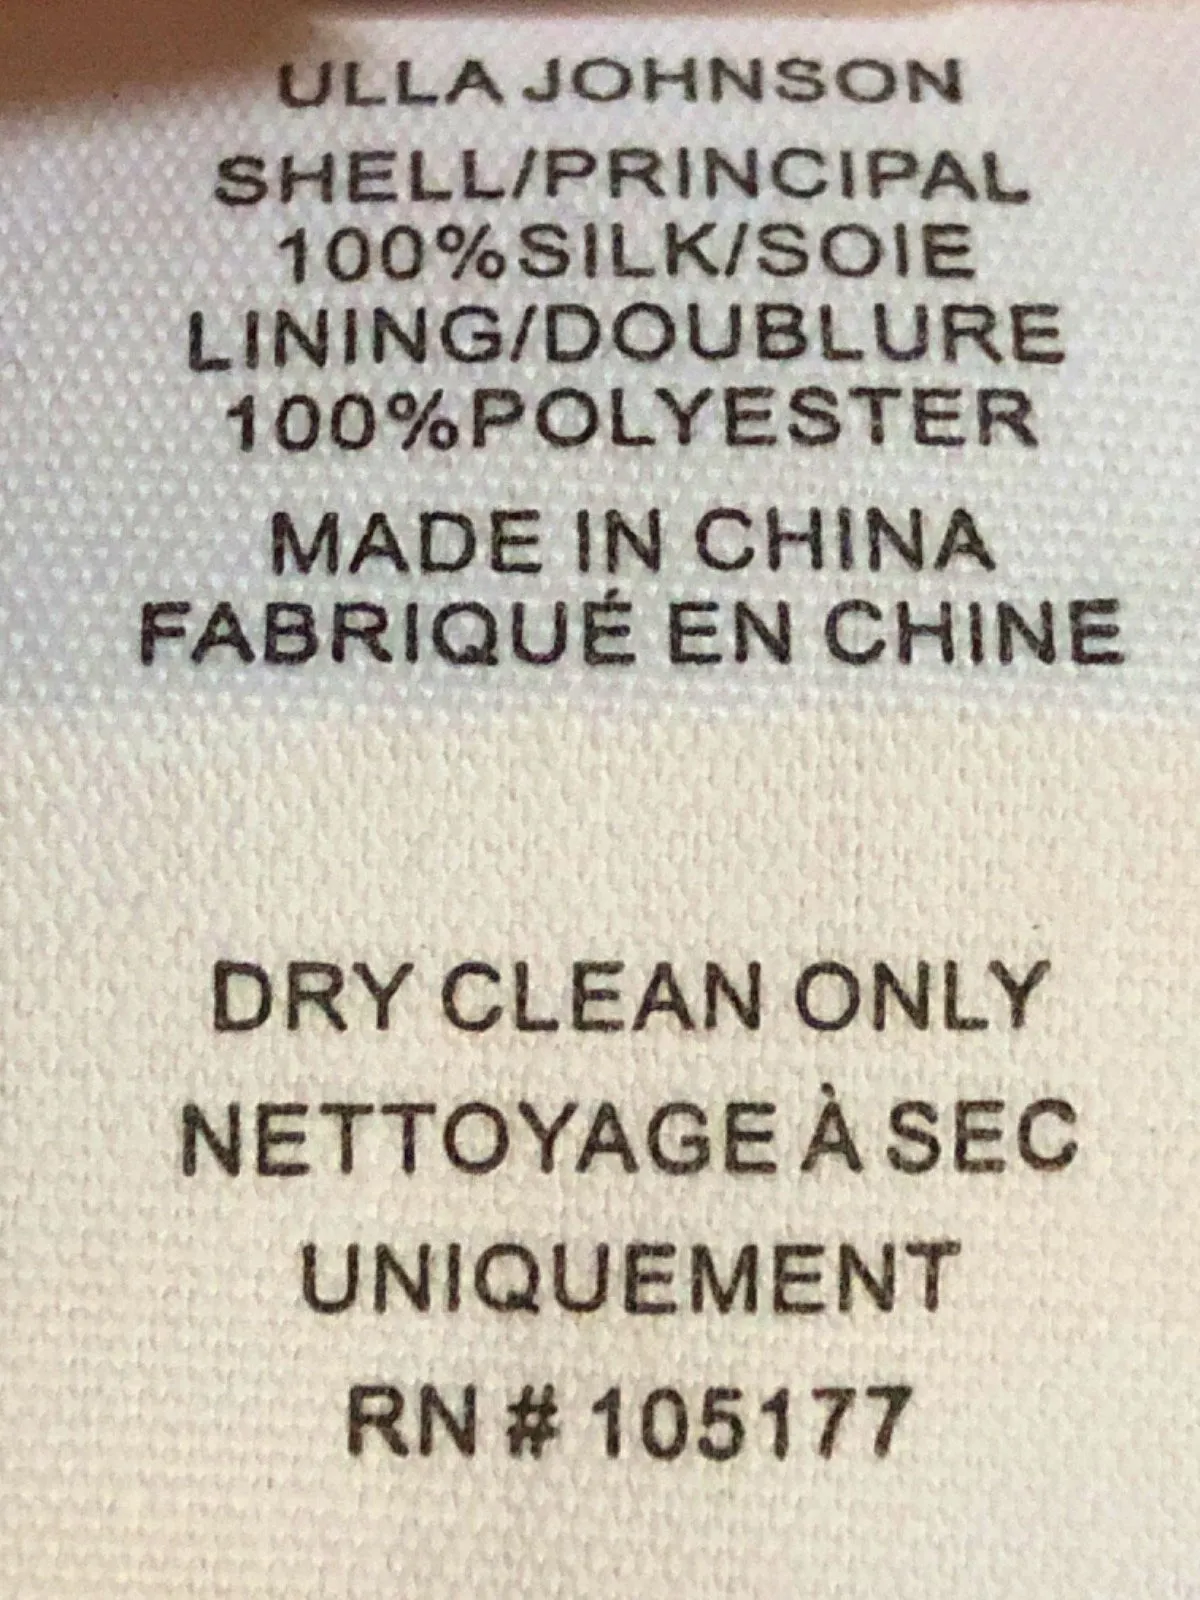 ULLA JOHNSON
SHELL/PRINCIPAL
100%SILK/SOIE
LINING/DOUBLURE
100%POLYESTER
MADE IN CHINA
FABRIQUÉ EN CHINE
DRY CLEAN ONLY
NETTOYAGE À SEC
UNIQUEMENT
RN # 105177